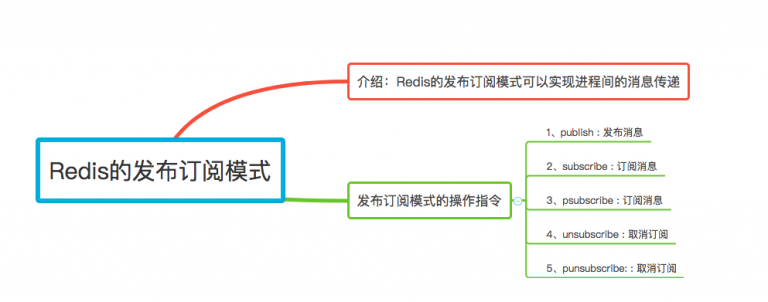 介绍：Redis的发布订阅模式可以实现进程间的消息传递
Redis的发布订阅模式
发布订阅模式的操作指令
1、publish : 发布消息
2、subscribe : 订阅消息
3、psubscribe : 订阅消息
4、unsubscribe : 取消订阅
5、punsubscribe: : 取消订阅